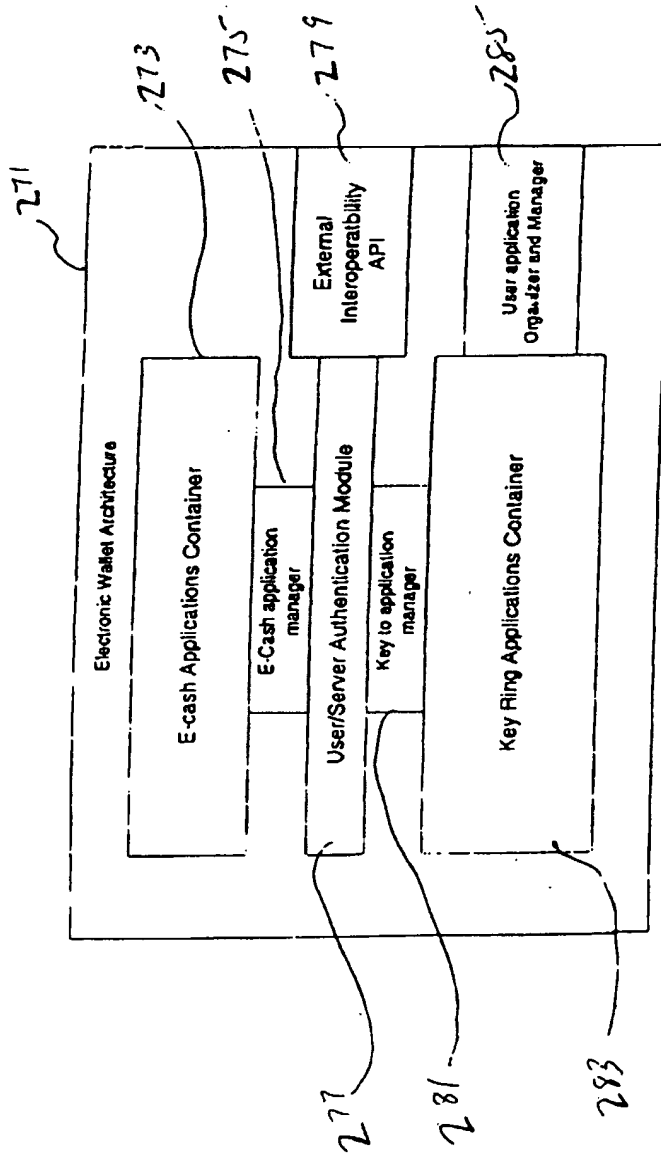 271
Electronic Wallet Architecture
273
E-cash Applications Container
275
E-Cash application
manager
277
User/Server Authentication Module
279
External
Interoperatbility
API
281
Key to application
manager
283
Key Ring Applications Container
285
User application
Organizer and Manager